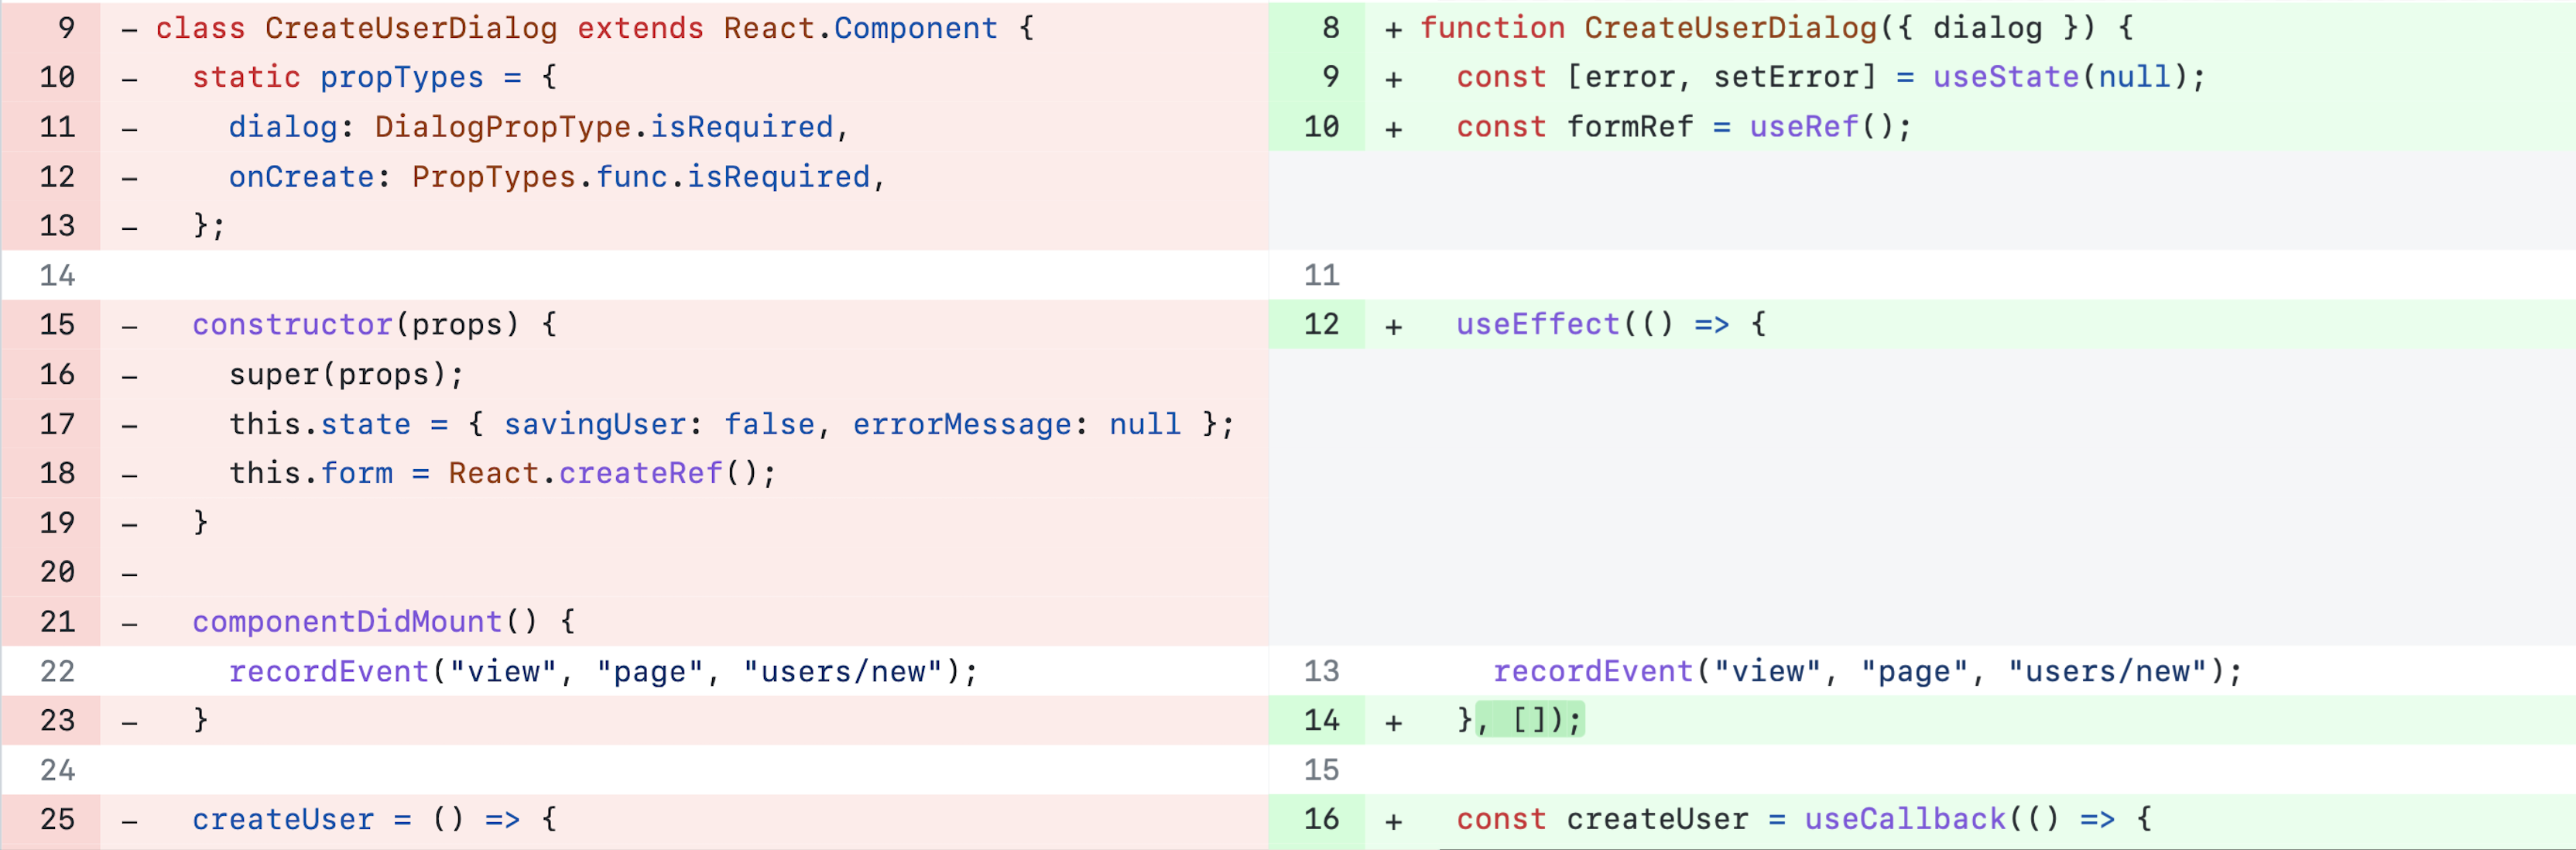 9 – class CreateUserDialog extends React.Component {
10 –   static propTypes = {
11 –     dialog: DialogPropType.isRequired,
12 –     onCreate: PropTypes.func.isRequired,
13 –   };
14
15 –   constructor(props) {
16 –     super(props);
17 –     this.state = { savingUser: false, errorMessage: null };
18 –     this.form = React.createRef();
19 –   }
20 –
21 –   componentDidMount() {
22     recordEvent("view", "page", "users/new");
23 –   }
24
25 –   createUser = () => {
8 + function CreateUserDialog({ dialog }) {
9 +   const [error, setError] = useState(null);
10 +   const formRef = useRef();
11
12 +   useEffect(() => {
13     recordEvent("view", "page", "users/new");
14 +   }, []);
15
16 +   const createUser = useCallback(() => {